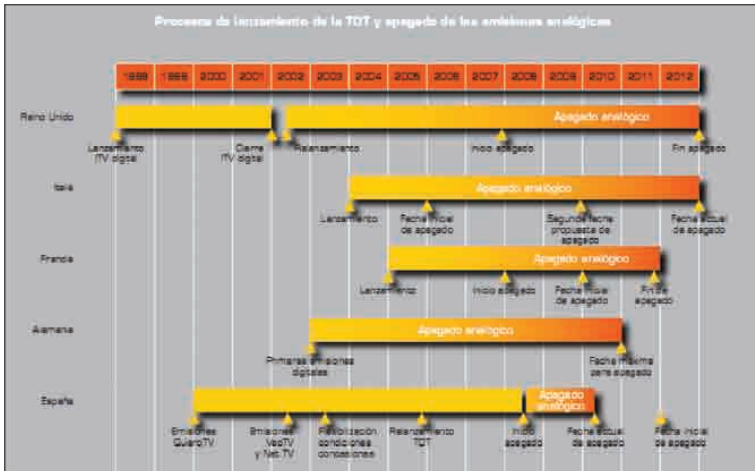 Procesos de lanzamiento de la TDT y apagado de las emisiones analógicas
1998 1999 2000 2001 2002 2003 2004 2005 2006 2007 2008 2009 2010 2011 2012
Reino Unido
Apagado analógico
Lanzamiento
ITV digital
Cierre
ITV digital
Relanzamiento
Inicio apagado
Fin apagado
Italia
Apagado analógico
Lanzamiento
Fecha inicial
de apagado
Segunda fecha
propuesta de
apagado
Fecha actual
de apagado
Francia
Apagado analógico
Lanzamiento
Inicio apagado
Fecha inicial
de apagado
Fin de
apagado
Alemania
Apagado analógico
Primeras emisiones
digitales
Fecha máxima
para apagado
España
Apagado
analógico
Emisiones
QuieroTV
Emisiones
VeoTV
y Net TV
Flexibilización
condiciones
concesiones
Relanzamiento
TDT
Inicio
apagado
Fecha actual
de apagado
Fecha inicial
de apagado